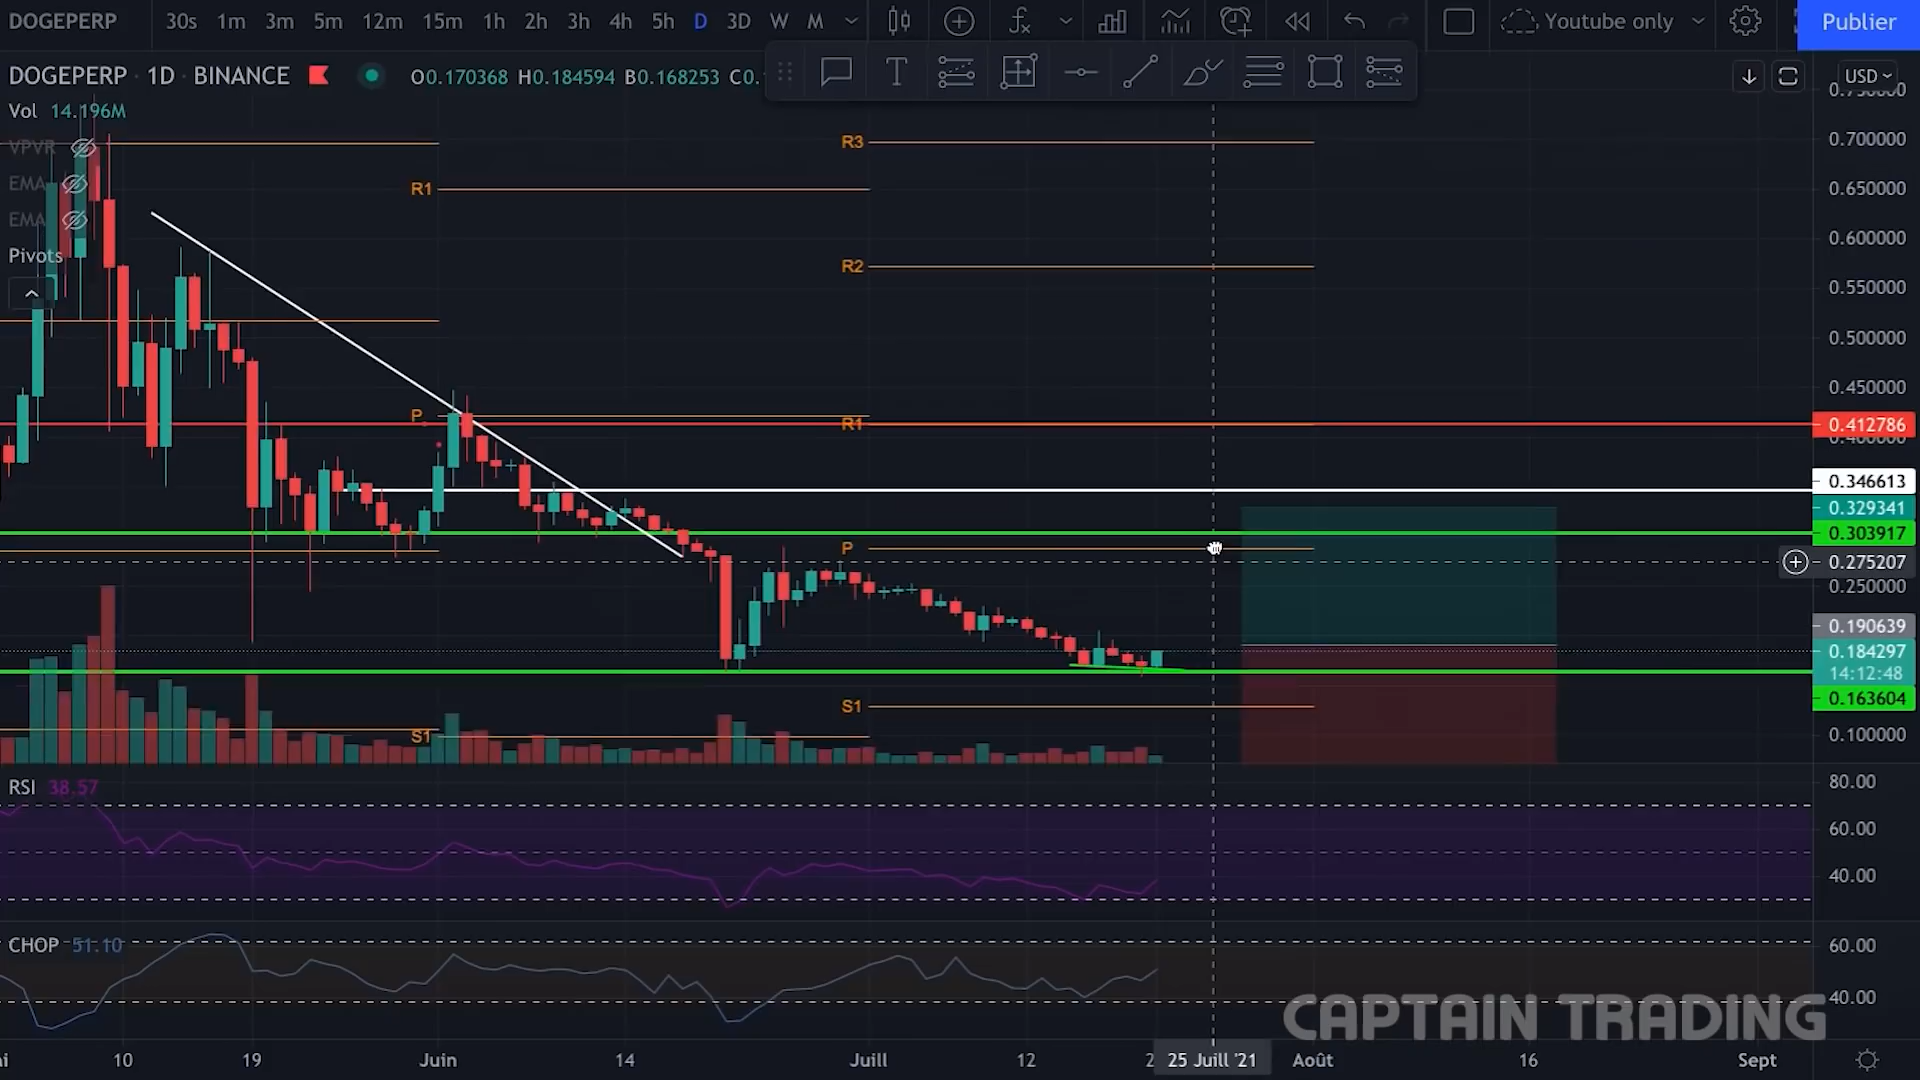 DOGEPERP 30s 1m 3m 5m 12m 15m 1h 2h 3h 4h 5h D 3D W M Youtube only Publier
DOGEPERP · 1D · BINANCE O0.170368 H0.184594 B0.168253 C0. USD
Vol 14.196M
VPVR
EMA
EMA
Pivots
R3
R1
R2
P
R1
P
S1
S1
0.700000
0.650000
0.600000
0.550000
0.500000
0.450000
0.412786
0.400000
0.346613
0.329341
0.303917
0.275207
0.250000
0.190639
0.184297
14:12:48
0.163604
0.100000
RSI 38.57
80.00
60.00
40.00
CHOP 51.10
60.00
40.00
CAPTAIN TRADING
10 19 Juin 14 Juill 12 25 Juill '21 Août 16 Sept